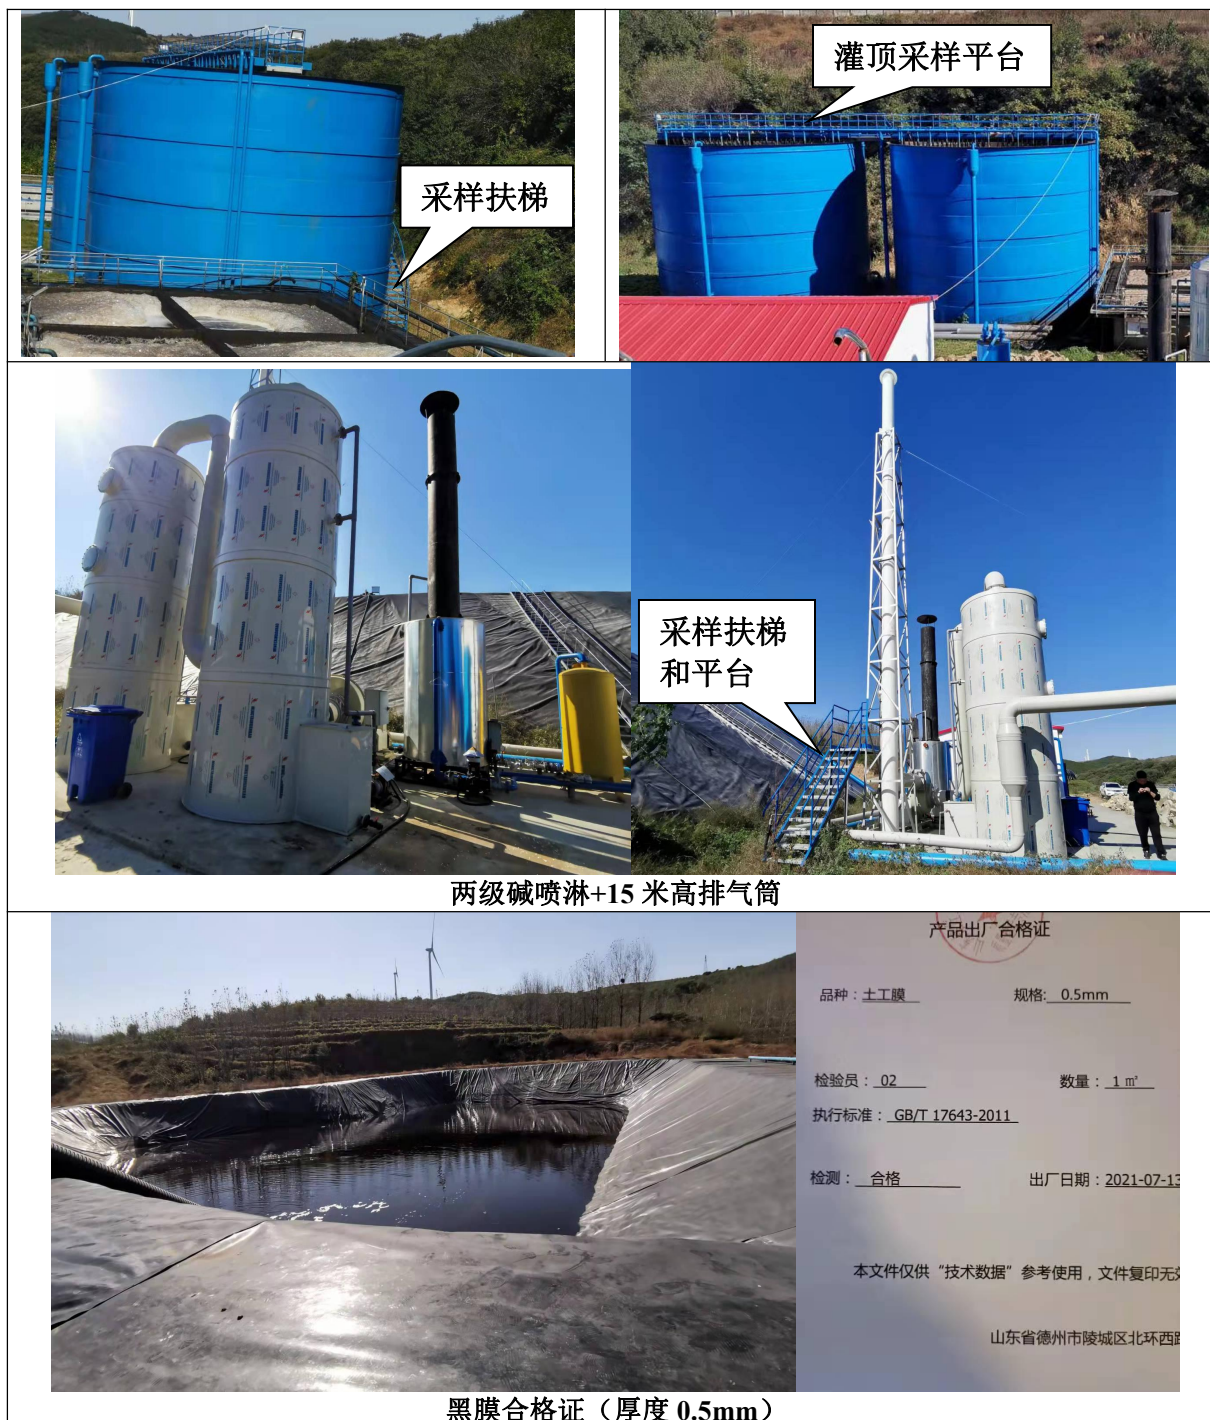 采样扶梯
灌顶采样平台
采样扶梯
和平台
两级碱喷淋+15 米高排气筒
产品出厂合格证
品种：土工膜 规格: 0.5mm
检验员： 02 数量： 1 ㎡
执行标准： GB/T 17643-2011
检测： 合格 出厂日期：2021-07-13
本文件仅供“技术数据”参考使用，文件复印无效
山东省德州市陵城区北环西路
黑膜合格证（厚度 0.5mm）